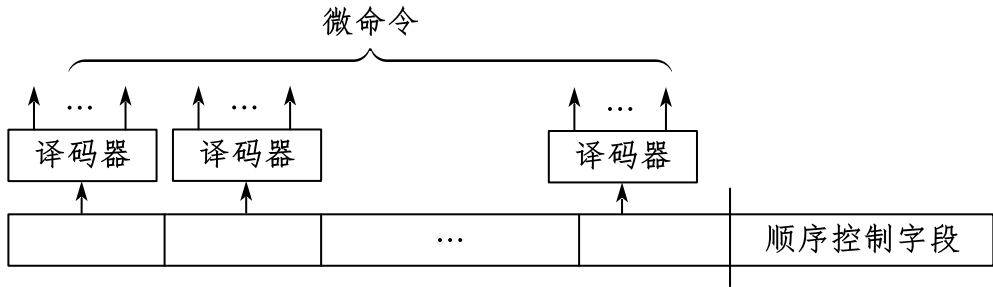 微命令
… … …
译码器 译码器 译码器
… 顺序控制字段